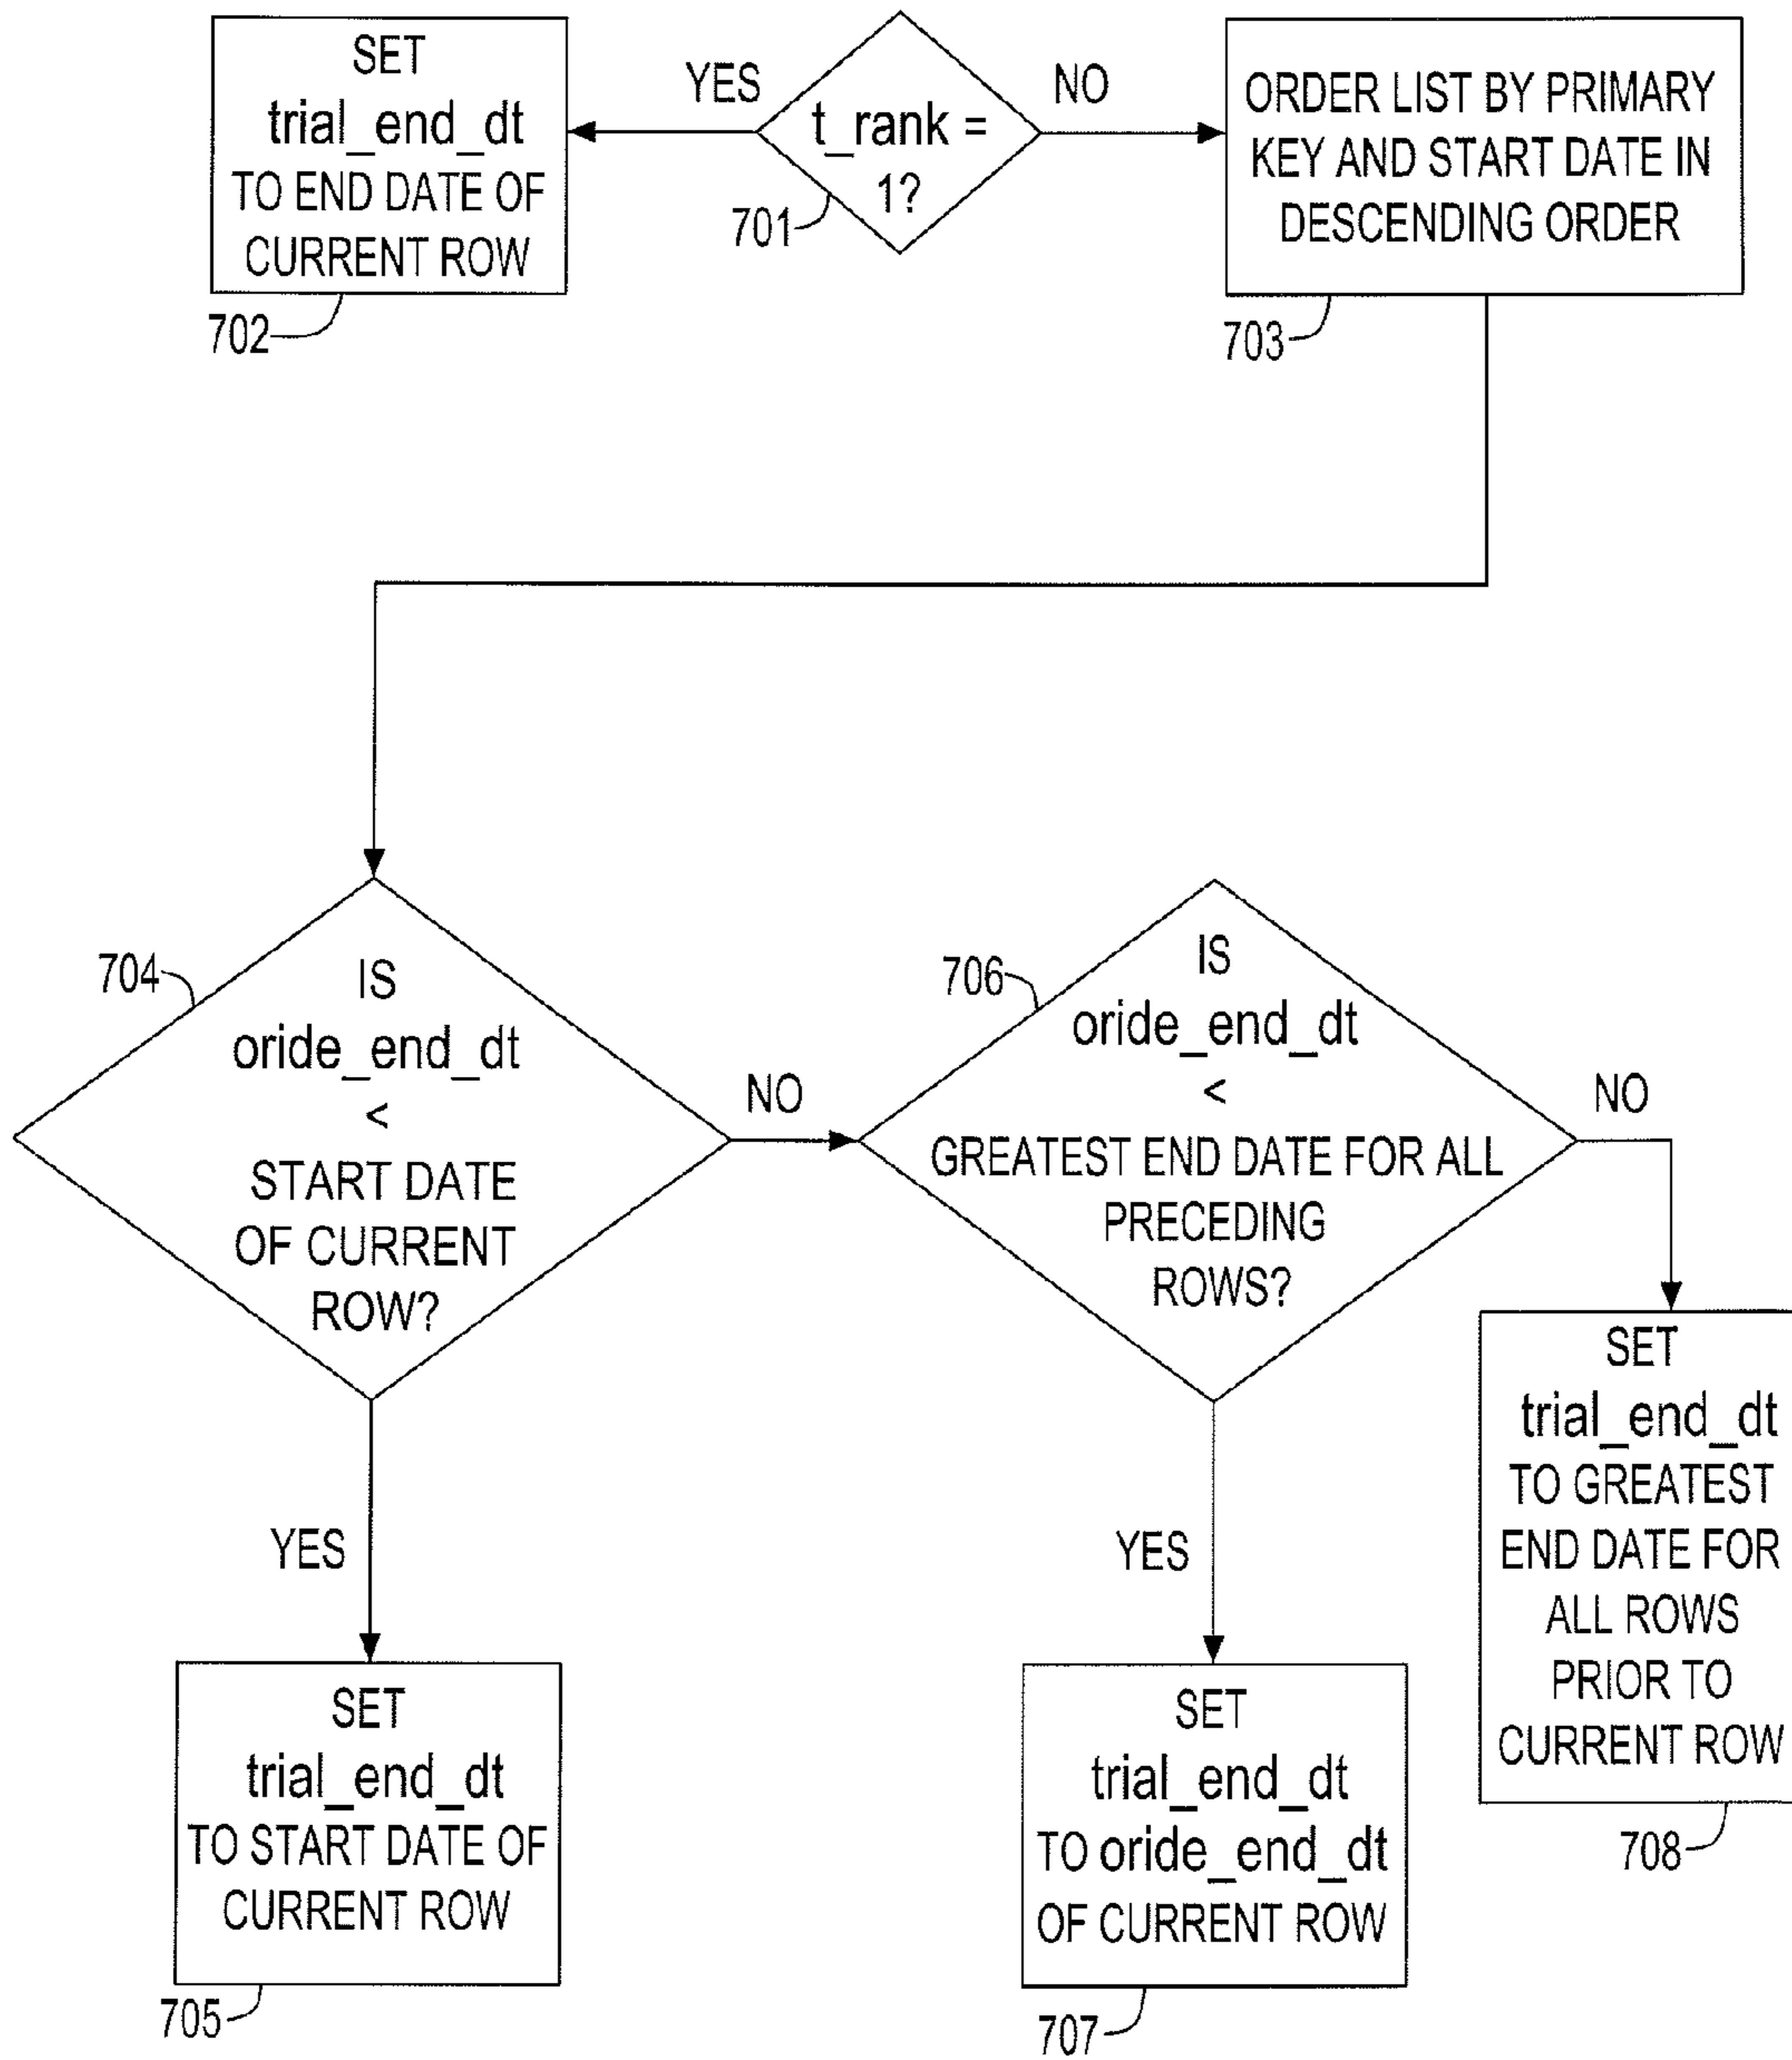 SET
trial_end_dt
TO END DATE OF
CURRENT ROW
702
YES
t_rank =
1?
701
NO
ORDER LIST BY PRIMARY
KEY AND START DATE IN
DESCENDING ORDER
703
704
IS
oride_end_dt
<
START DATE
OF CURRENT
ROW?
NO
706
IS
oride_end_dt
<
GREATEST END DATE FOR ALL
PRECEDING
ROWS?
NO
YES
SET
trial_end_dt
TO START DATE OF
CURRENT ROW
705
YES
SET
trial_end_dt
TO oride_end_dt
OF CURRENT ROW
707
SET
trial_end_dt
TO GREATEST
END DATE FOR
ALL ROWS
PRIOR TO
CURRENT ROW
708